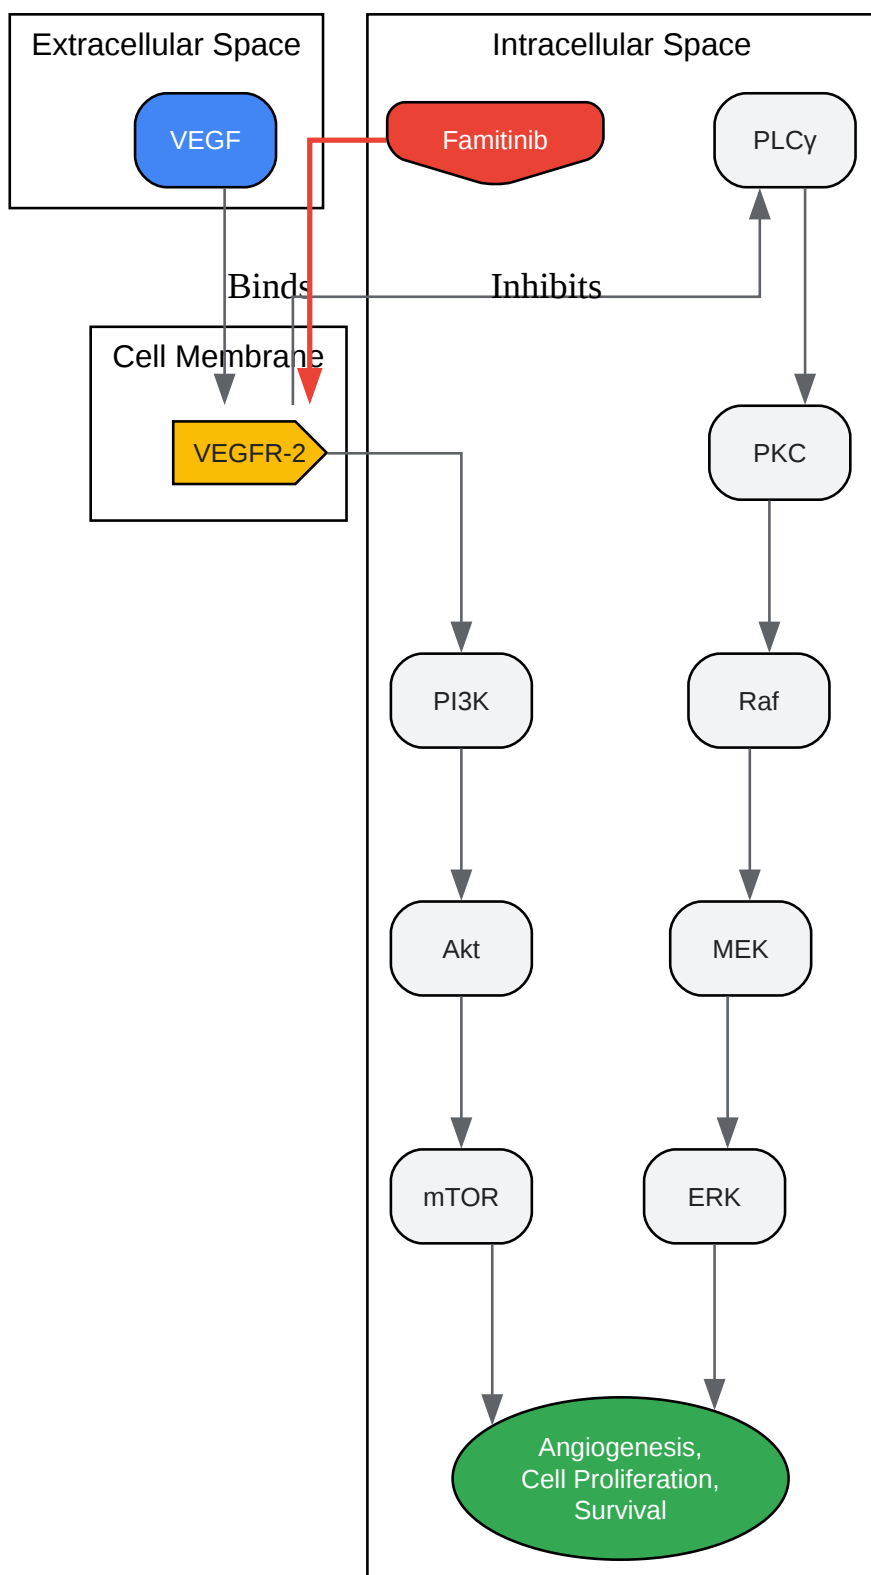 Extracellular Space
Intracellular Space
VEGF
Famitinib
PLCγ
Binds
Inhibits
Cell Membrane
VEGFR-2
PKC
PI3K
Raf
Akt
MEK
mTOR
ERK
Angiogenesis,
Cell Proliferation,
Survival